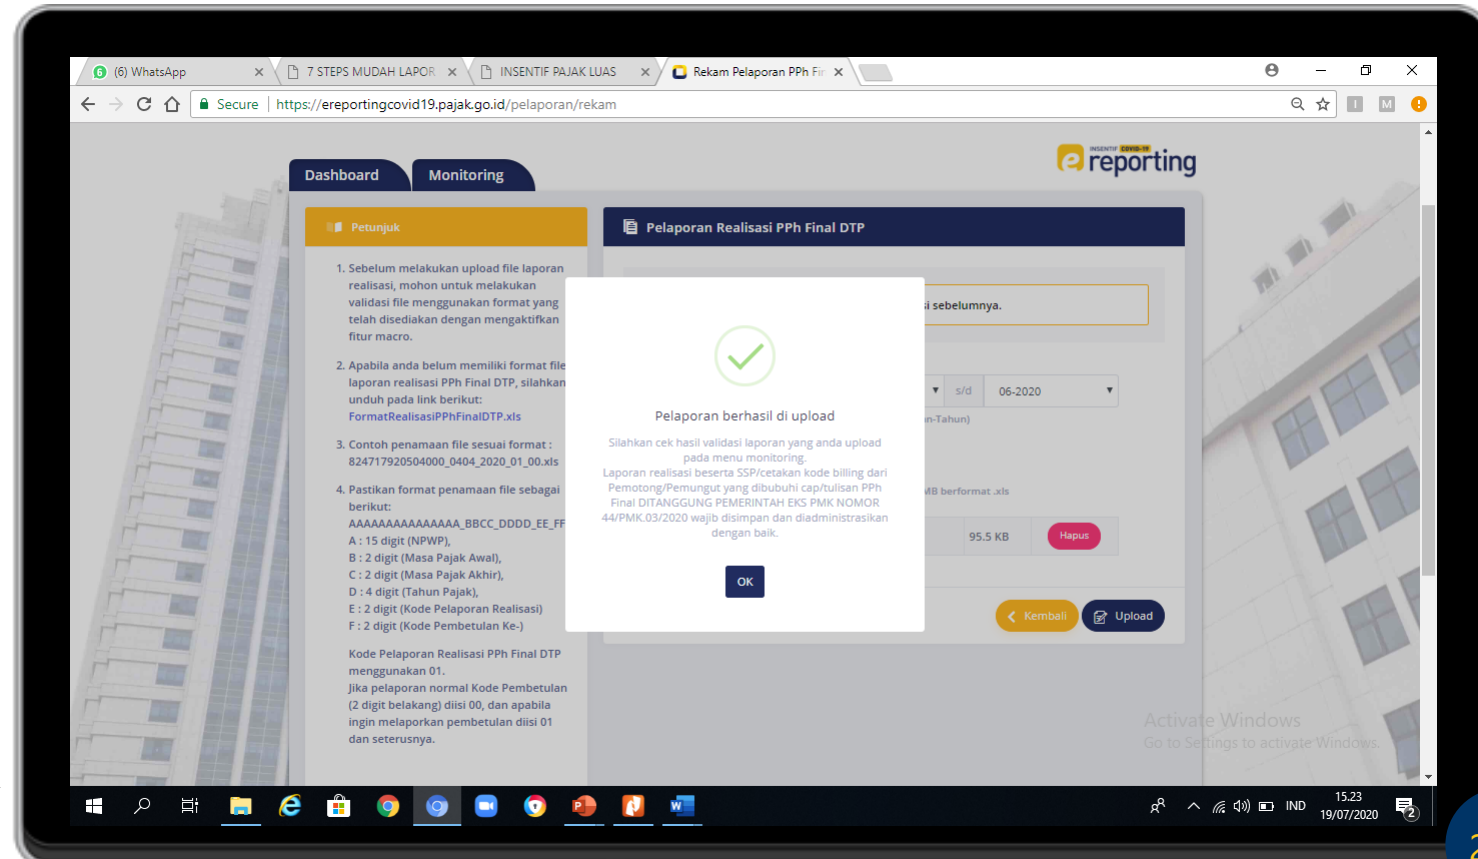 (6) WhatsApp
7 STEPS MUDAH LAPOR
INSENTIF PAJAK LUAS
Rekam Pelaporan PPh Fin
Secure | https://ereportingcovid19.pajak.go.id/pelaporan/rekam
INSENTIF COVID-19
e reporting
Dashboard
Monitoring
Petunjuk
1. Sebelum melakukan upload file laporan
realisasi, mohon untuk melakukan
validasi file menggunakan format yang
telah disediakan dengan mengaktifkan
fitur macro.
2. Apabila anda belum memiliki format file
laporan realisasi PPh Final DTP, silahkan
unduh pada link berikut:
FormatRealisasiPPhFinalDTP.xls
3. Contoh penamaan file sesuai format :
824717920504000_0404_2020_01_00.xls
4. Pastikan format penamaan file sebagai
berikut:
AAAAAAAAAAAAAAA_BBCC_DDDD_EE_FF
A : 15 digit (NPWP),
B : 2 digit (Masa Pajak Awal),
C : 2 digit (Masa Pajak Akhir),
D : 4 digit (Tahun Pajak),
E : 2 digit (Kode Pelaporan Realisasi)
F : 2 digit (Kode Pembetulan Ke-)
Kode Pelaporan Realisasi PPh Final DTP
menggunakan 01.
Jika pelaporan normal Kode Pembetulan
(2 digit belakang) diisi 00, dan apabila
ingin melaporkan pembetulan diisi 01
dan seterusnya.
Pelaporan Realisasi PPh Final DTP
si sebelumnya.
s/d 06-2020
n-Tahun)
MB berformat .xls
95.5 KB
Hapus
Kembali
Upload
Pelaporan berhasil di upload
Silahkan cek hasil validasi laporan yang anda upload
pada menu monitoring.
Laporan realisasi beserta SSP/cetakan kode billing dari
Pemotong/Pemungut yang dibubuhi cap/tulisan PPh
Final DITANGGUNG PEMERINTAH EKS PMK NOMOR
44/PMK.03/2020 wajib disimpan dan diadministrasikan
dengan baik.
OK
Activate Windows
Go to Settings to activate Windows.
IND
15.23
19/07/2020
2